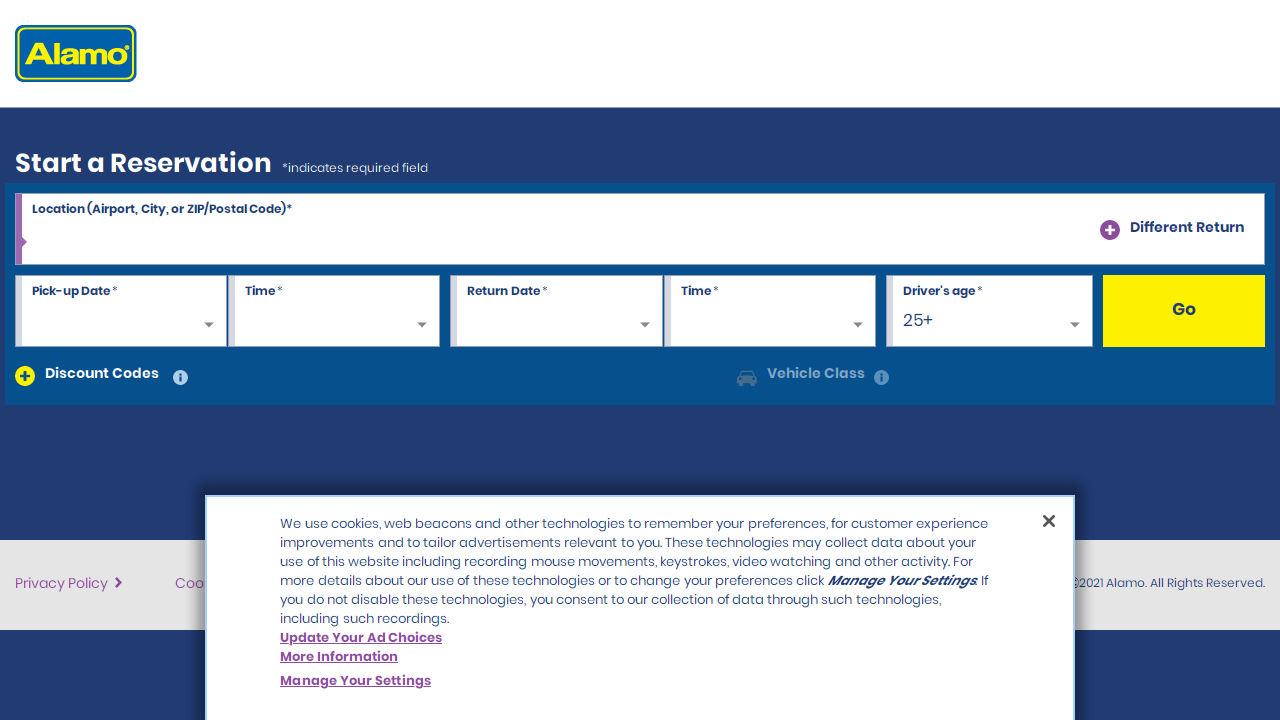 Alamo
Start a Reservation *indicates required field
Location (Airport, City, or ZIP/Postal Code)*
Different Return
Pick-up Date * Time * Return Date * Time * Driver's age *
25+
Go
Discount Codes
Vehicle Class
We use cookies, web beacons and other technologies to remember your preferences, for customer experience
improvements and to tailor advertisements relevant to you. These technologies may collect data about your
use of this website including recording mouse movements, keystrokes, video watching and other activity. For
more details about our use of these technologies or to change your preferences click Manage Your Settings. If
you do not disable these technologies, you consent to our collection of data through such technologies,
including such recordings.
Update Your Ad Choices
More Information
Manage Your Settings
Privacy Policy Coo
©2021 Alamo. All Rights Reserved.